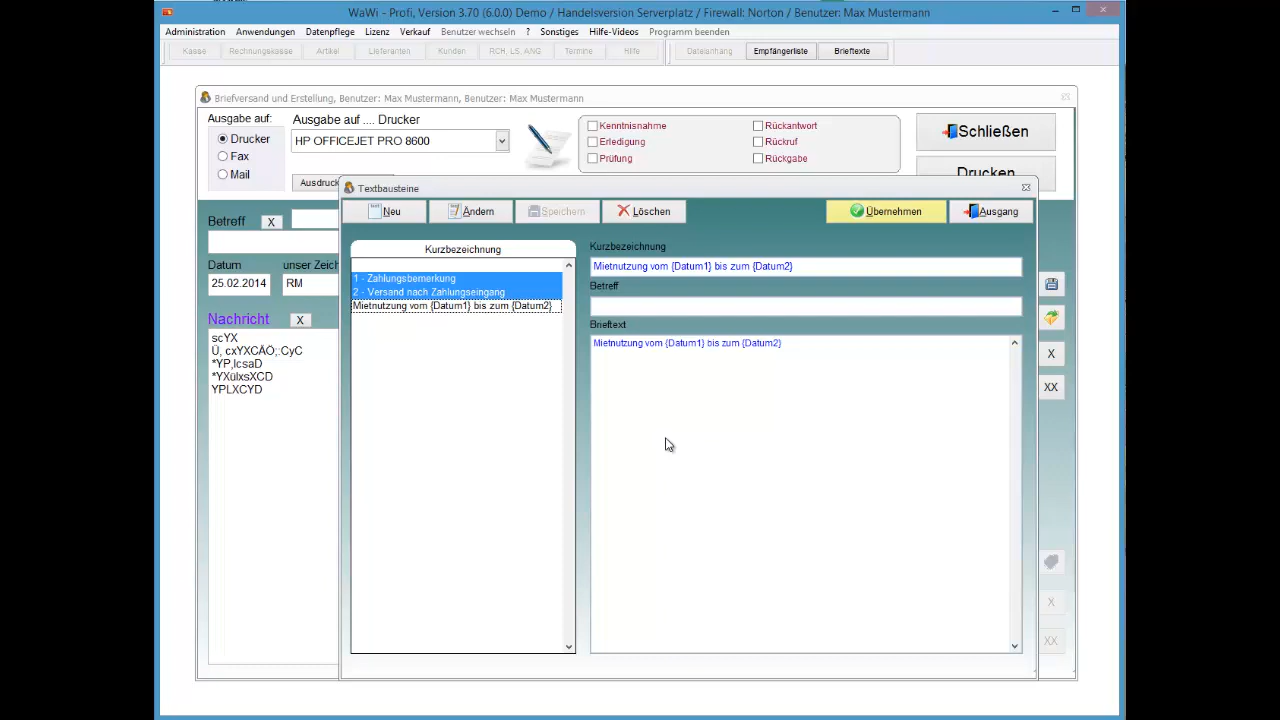 WaWi - Profi, Version 3.70 (6.0.0) Demo / Handelsversion Serverplatz / Firewall: Norton / Benutzer: Max Mustermann
Administration Anwendungen Datenpflege Lizenz Verkauf Benutzer wechseln ? Sonstiges Hilfe-Videos Programm beenden
Kasse Rechnungskasse Artikel Lieferanten Kunden RCH, LS, ANG Termine Hilfe Dateianhang Empfängerliste Brieftexte
Briefversand und Erstellung, Benutzer: Max Mustermann, Benutzer: Max Mustermann
Ausgabe auf: Ausgabe auf .... Drucker
Drucker HP OFFICEJET PRO 8600
Fax
Mail
Kenntnisnahme Rückantwort
Erledigung Rückruf
Prüfung Rückgabe
Schließen
Drucken
Ausdruck
Textbausteine
Neu Ändern Speichern Löschen Übernehmen Ausgang
Betreff X
Datum unser Zeich
25.02.2014 RM
Nachricht X
scYX
Ü, cxYXCÄÖ;:CyC
*YP,lcsaD
*YXülxsXCD
YPLXCYD
Kurzbezeichnung
1 - Zahlungsbemerkung
2 - Versand nach Zahlungseingang
Mietnutzung vom {Datum1} bis zum {Datum2}
Kurzbezeichnung
Mietnutzung vom {Datum1} bis zum {Datum2}
Betreff
Brieftext
Mietnutzung vom {Datum1} bis zum {Datum2}
X
XX
X
XX